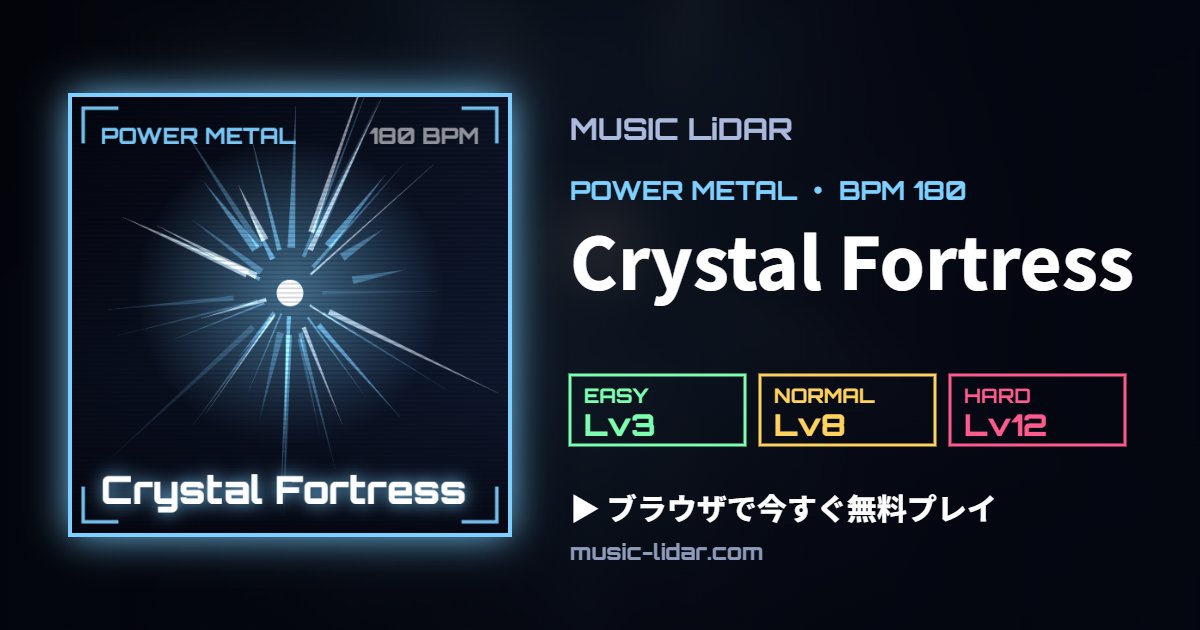 POWER METAL
180 BPM
Crystal Fortress
MUSIC LiDAR
POWER METAL • BPM 180
Crystal Fortress
EASY
Lv3
NORMAL
Lv8
HARD
Lv12
▶ ブラウザで今すぐ無料プレイ
music-lidar.com